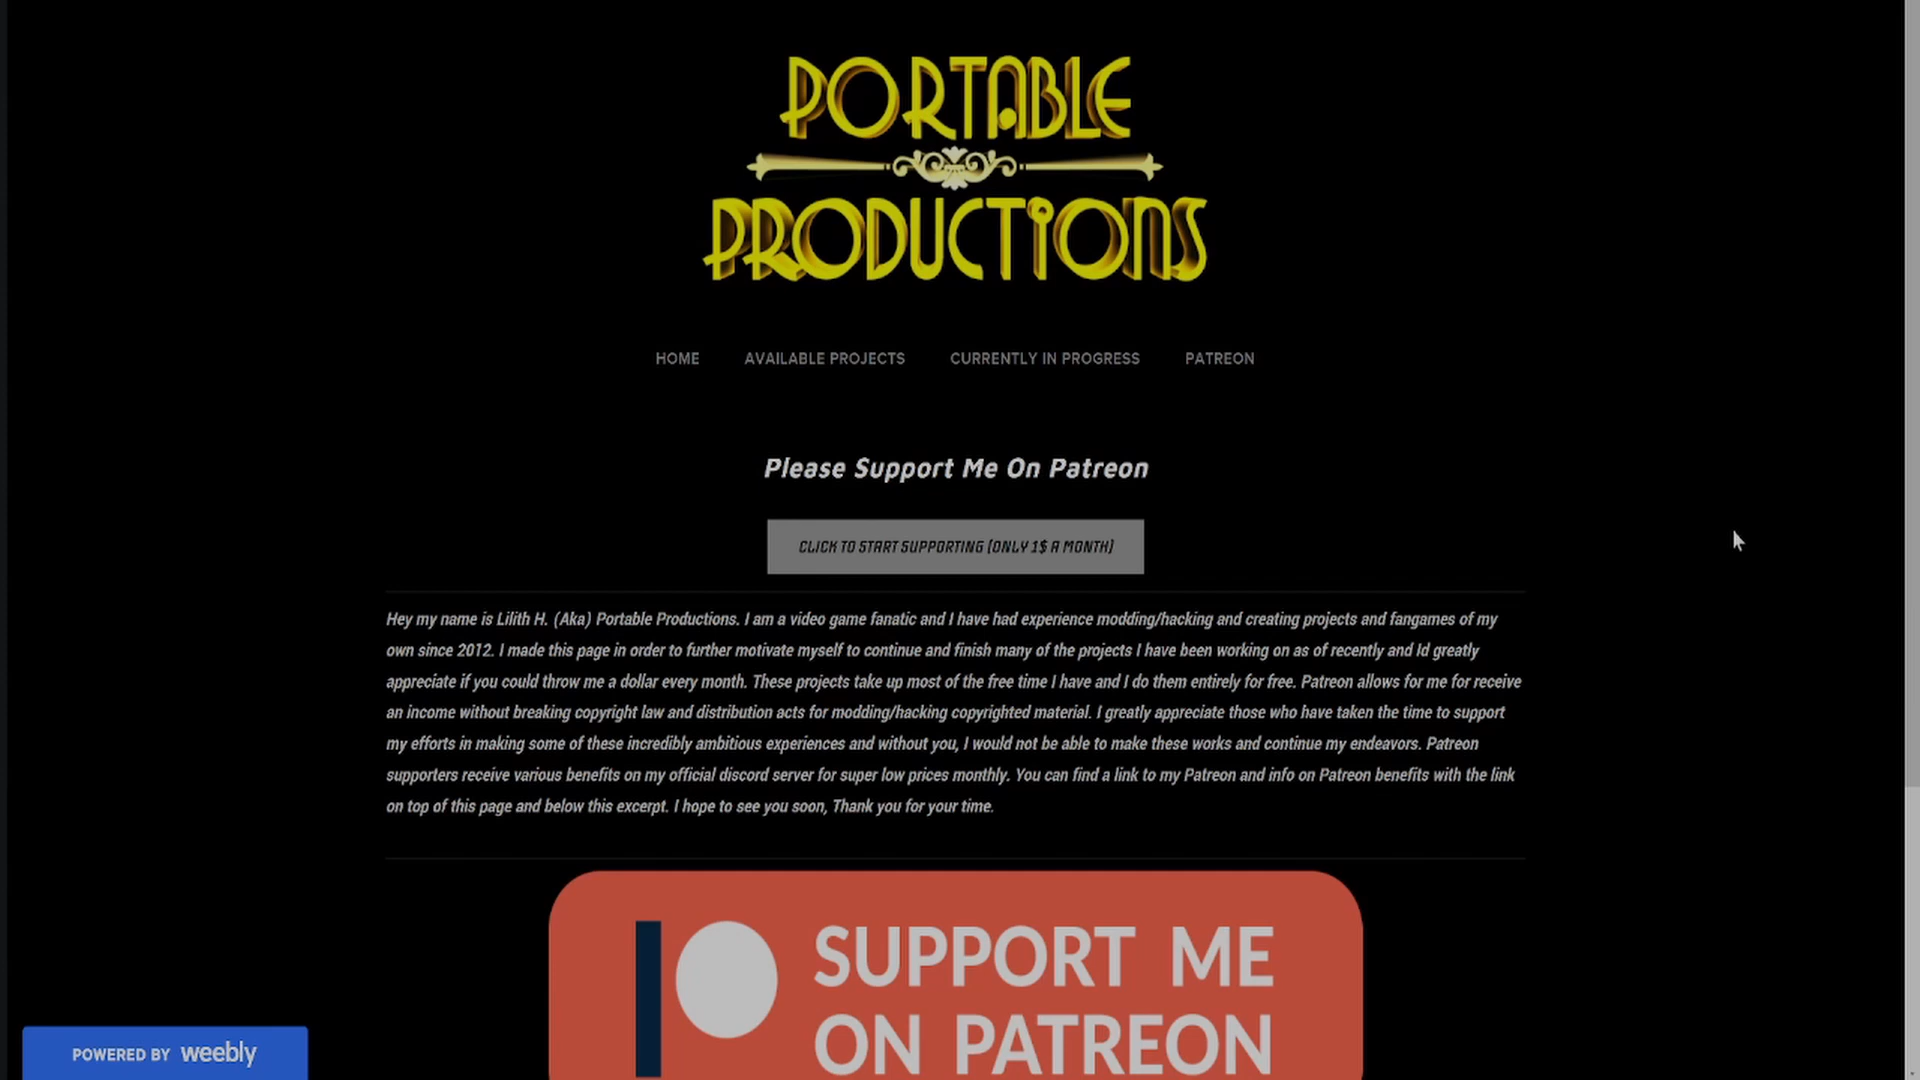 PORTABLE
PRODUCTIONS
HOME AVAILABLE PROJECTS CURRENTLY IN PROGRESS PATREON
Please Support Me On Patreon
CLICK TO START SUPPORTING (ONLY 1$ A MONTH)
Hey my name is Lilith H. (Aka) Portable Productions. I am a video game fanatic and I have had experience modding/hacking and creating projects and fangames of my
own since 2012. I made this page in order to further motivate myself to continue and finish many of the projects I have been working on as of recently and Id greatly
appreciate if you could throw me a dollar every month. These projects take up most of the free time I have and I do them entirely for free. Patreon allows for me for receive
an income without breaking copyright law and distribution acts for modding/hacking copyrighted material. I greatly appreciate those who have taken the time to support
my efforts in making some of these incredibly ambitious experiences and without you, I would not be able to make these works and continue my endeavors. Patreon
supporters receive various benefits on my official discord server for super low prices monthly. You can find a link to my Patreon and info on Patreon benefits with the link
on top of this page and below this excerpt. I hope to see you soon, Thank you for your time.
SUPPORT ME
ON PATREON
POWERED BY weebly